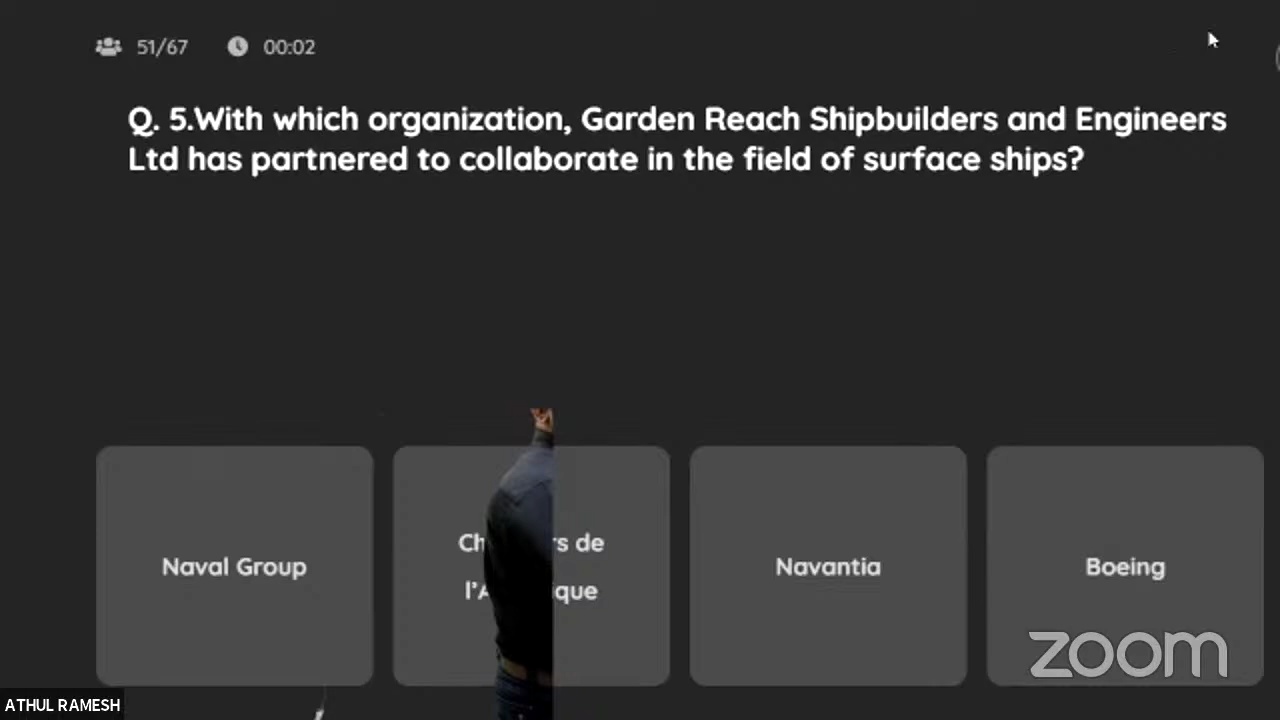 51/67 00:02
Q. 5.With which organization, Garden Reach Shipbuilders and Engineers
Ltd has partnered to collaborate in the field of surface ships?
Naval Group
de
Navantia
Boeing
zoom
ATHUL RAMESH